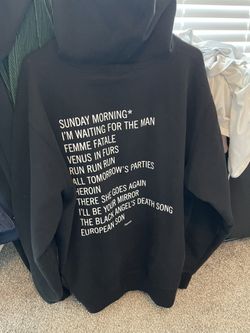 SUNDAY MORNING*
I'M WAITING FOR THE MAN
FEMME FATALE
VENUS IN FURS
RUN RUN RUN
ALL TOMORROW'S PARTIES
HEROIN
THERE SHE GOES AGAIN
I'LL BE YOUR MIRROR
THE BLACK ANGEL'S DEATH SONG
EUROPEAN SON